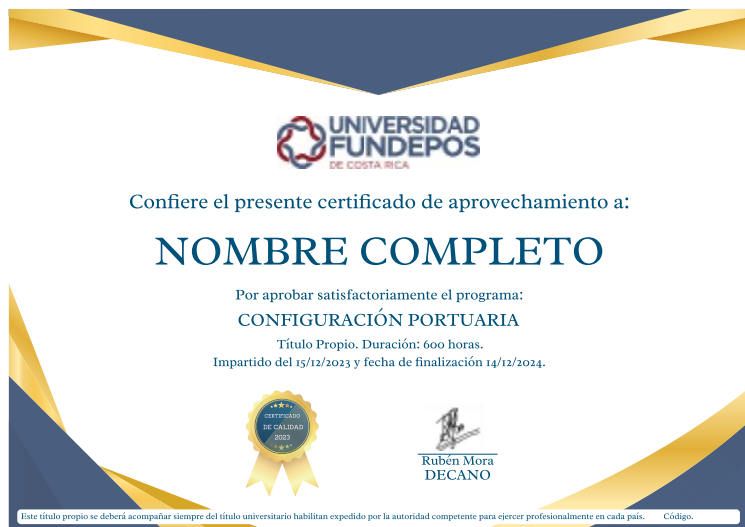 UNIVERSIDAD
FUNDEPOS
DE COSTA RICA
Confiere el presente certificado de aprovechamiento a:
NOMBRE COMPLETO
Por aprobar satisfactoriamente el programa:
CONFIGURACIÓN PORTUARIA
Título Propio. Duración: 600 horas.
Impartido del 15/12/2023 y fecha de finalización 14/12/2024.
CERTIFICADO
DE CALIDAD
2023
Rubén Mora
DECANO
Este título propio se deberá acompañar siempre del título universitario habilitan expedido por la autoridad competente para ejercer profesionalmente en cada país. Código.